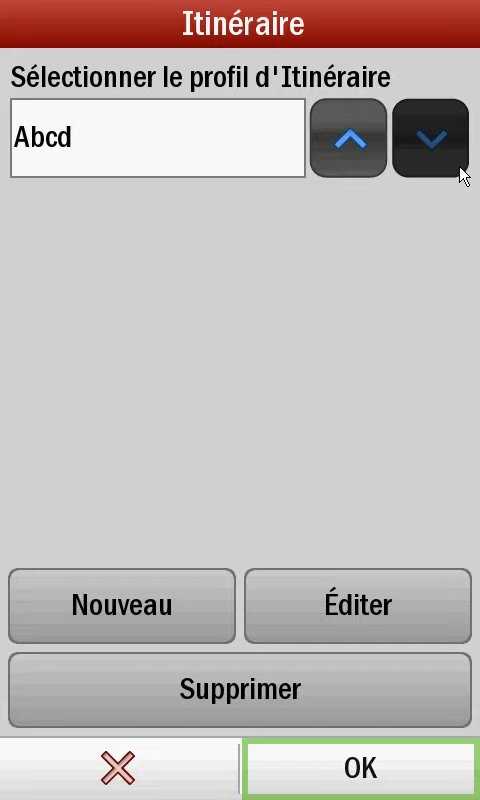 Itinéraire
Sélectionner le profil d'Itinéraire
Abcd
Nouveau
Éditer
Supprimer
OK